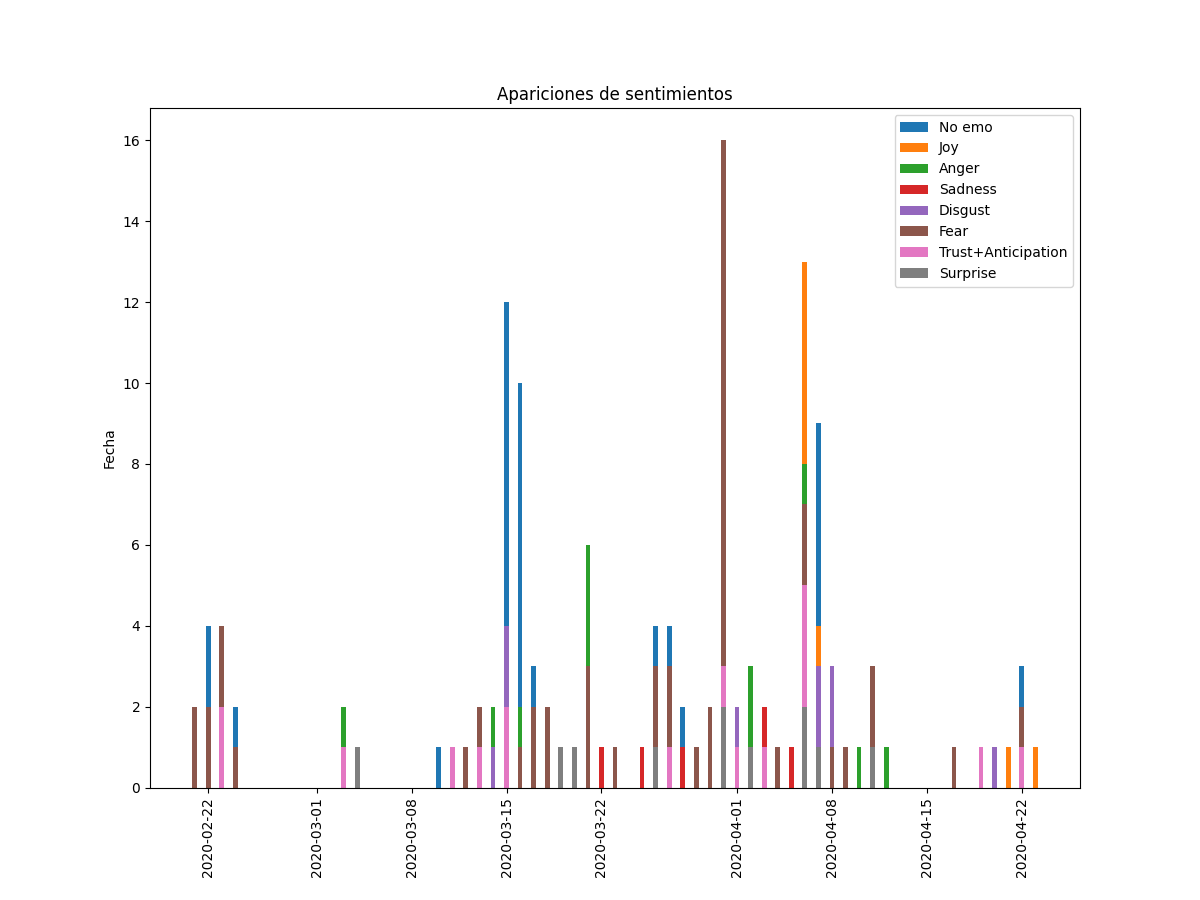 Apariciones de sentimientos
No emo
Joy
Anger
Sadness
Disgust
Fear
Trust+Anticipation
Surprise
Fecha
16
14
12
10
8
6
4
2
0
2020-02-22
2020-03-01
2020-03-08
2020-03-15
2020-03-22
2020-04-01
2020-04-08
2020-04-15
2020-04-22